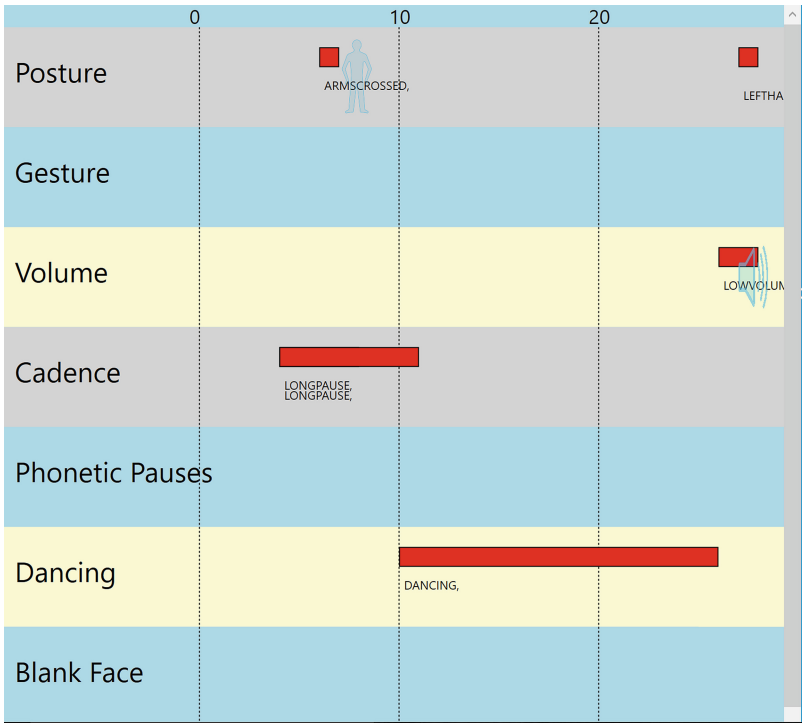 0 10 20
Posture
ARMSCROSSED,
LEFTHA
Gesture
Volume
LOWVOLUM
Cadence
LONGPAUSE,
LONGPAUSE,
Phonetic Pauses
Dancing
DANCING,
Blank Face